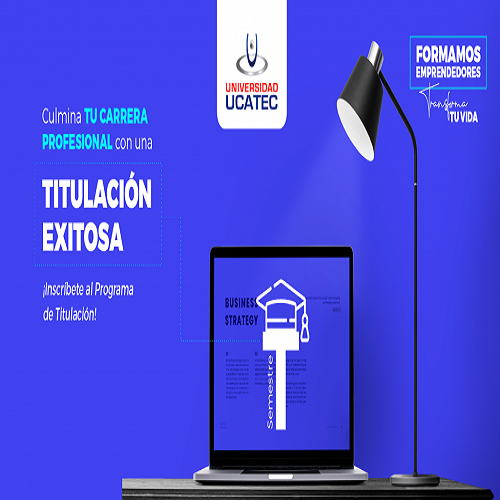 UNIVERSIDAD
UCATEC
FORMAMOS
EMPRENDEDORES
Transforma
TU VIDA
Culmina TU CARRERA
PROFESIONAL con una
TITULACIÓN
EXITOSA
¡Inscríbete al Programa
de Titulación!
BUSINESS
STRATEGY
Semestre